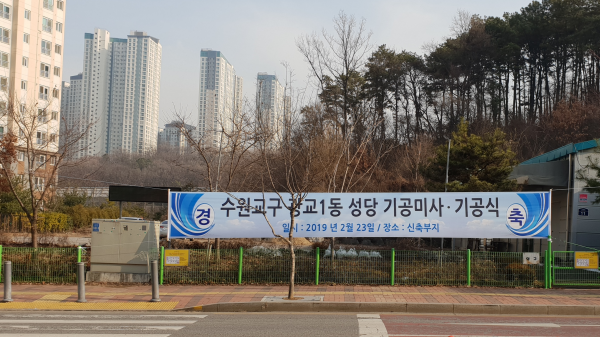 경 수원교구 광교1동 성당 기공미사 · 기공식 축
일시 : 2019 년 2월 23일 / 장소 : 신축부지